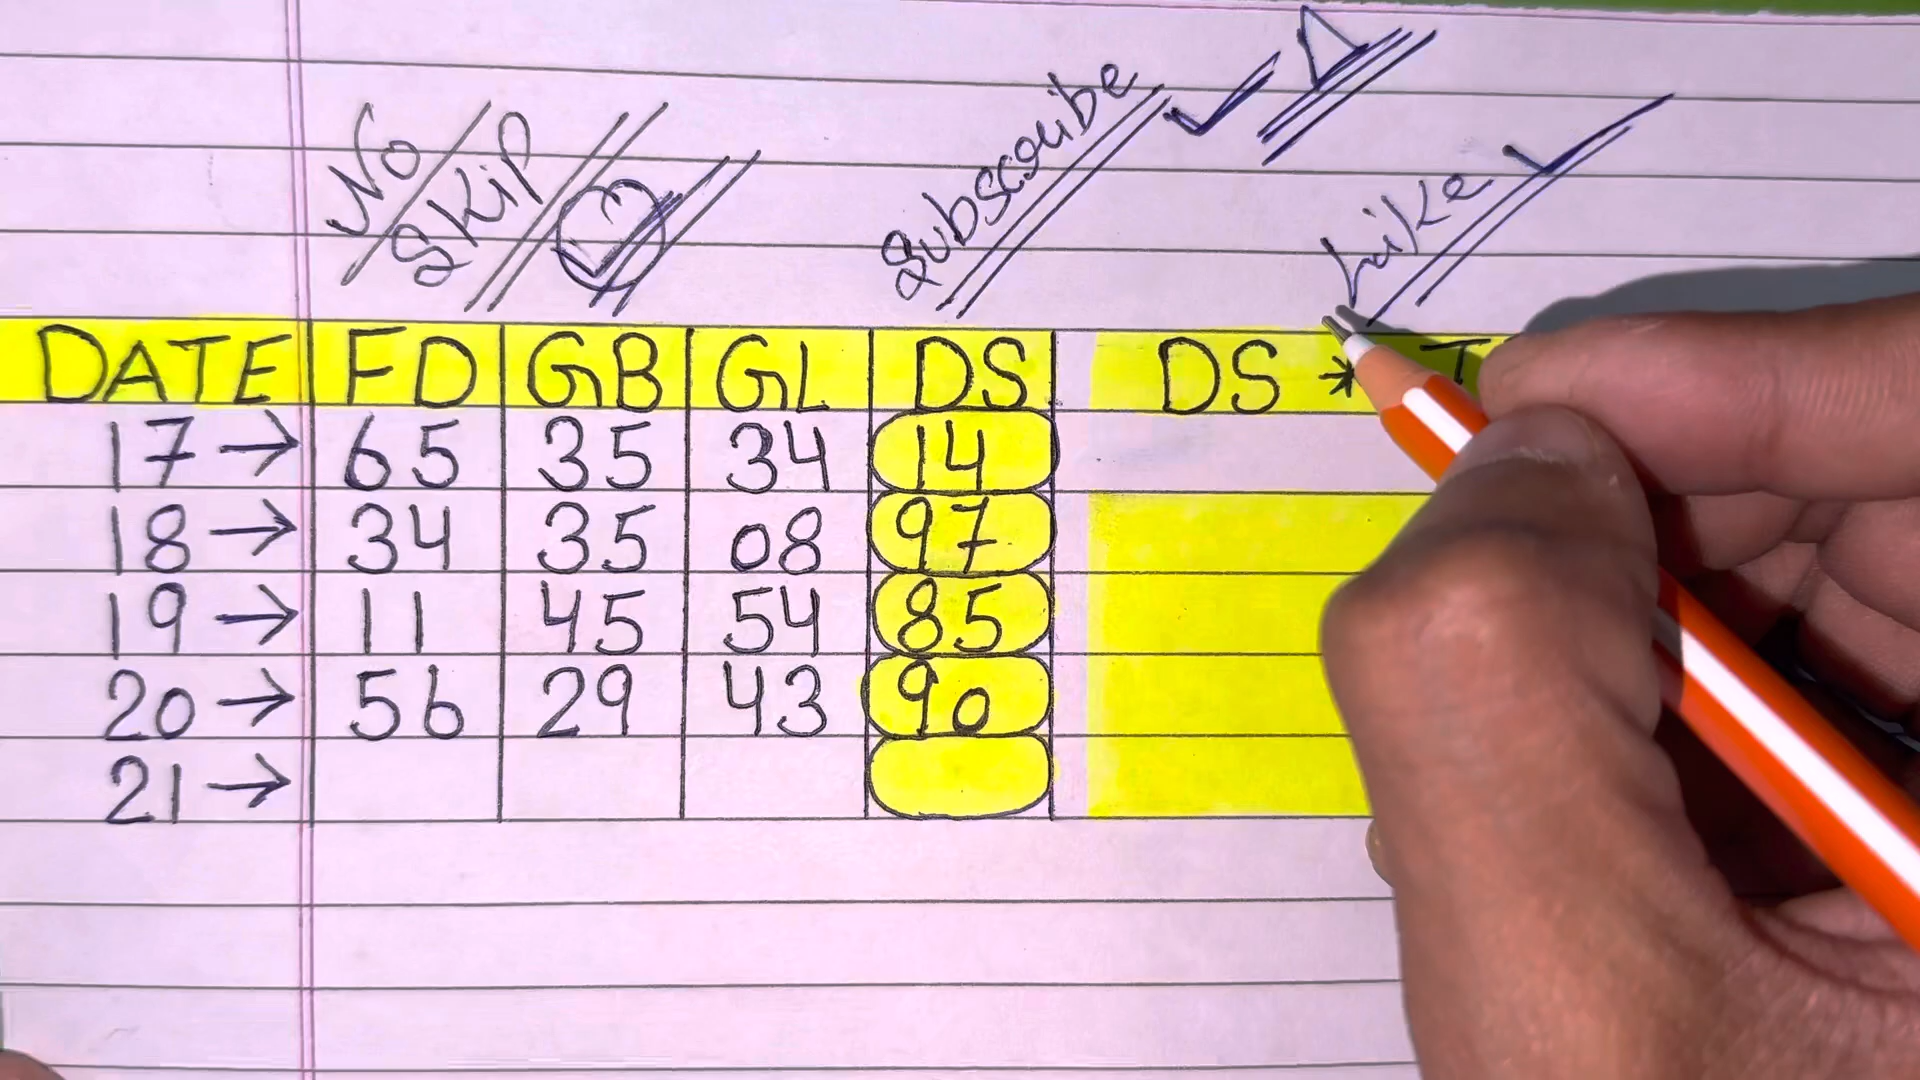 No
Skip
Subscribe
Like
DATE FD GB GL DS DS * T
17 → 65 35 34 14
18 → 34 35 08 97
19 → 11 45 54 85
20 → 56 29 43 90
21 →